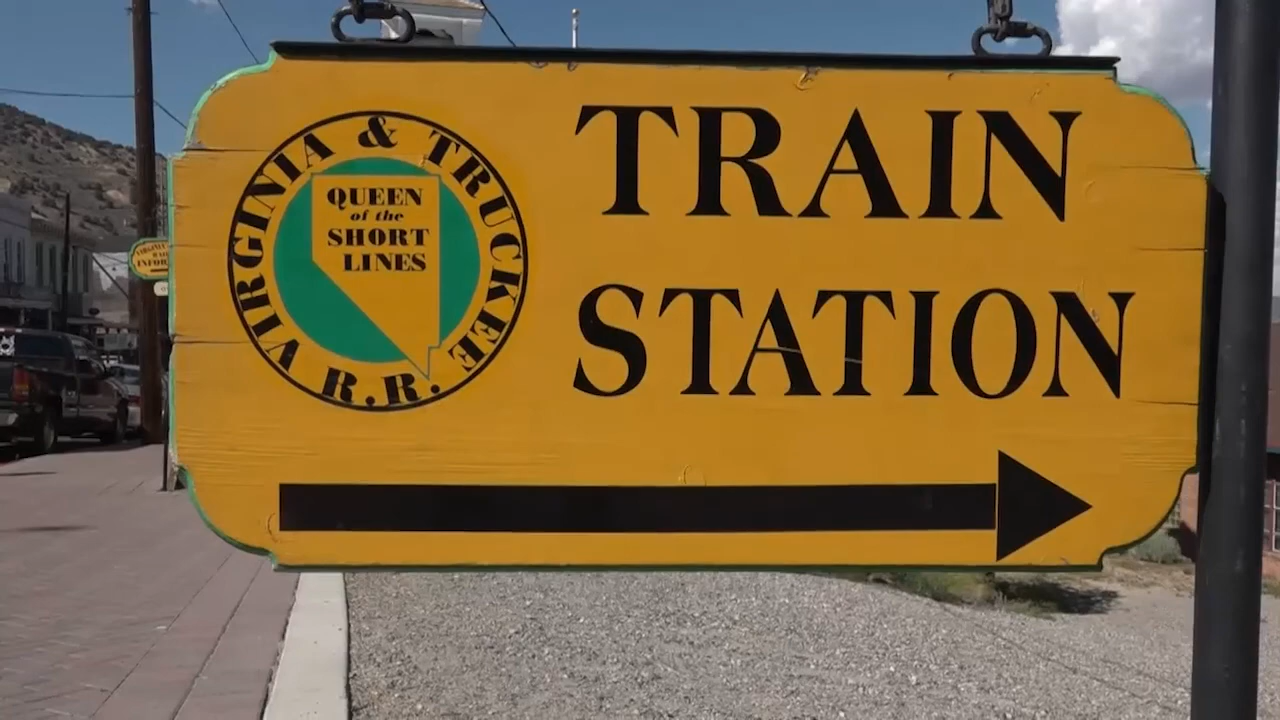 VIRGINIA & TRUCKEE
R.R.
QUEEN
of the
SHORT
LINES
TRAIN
STATION